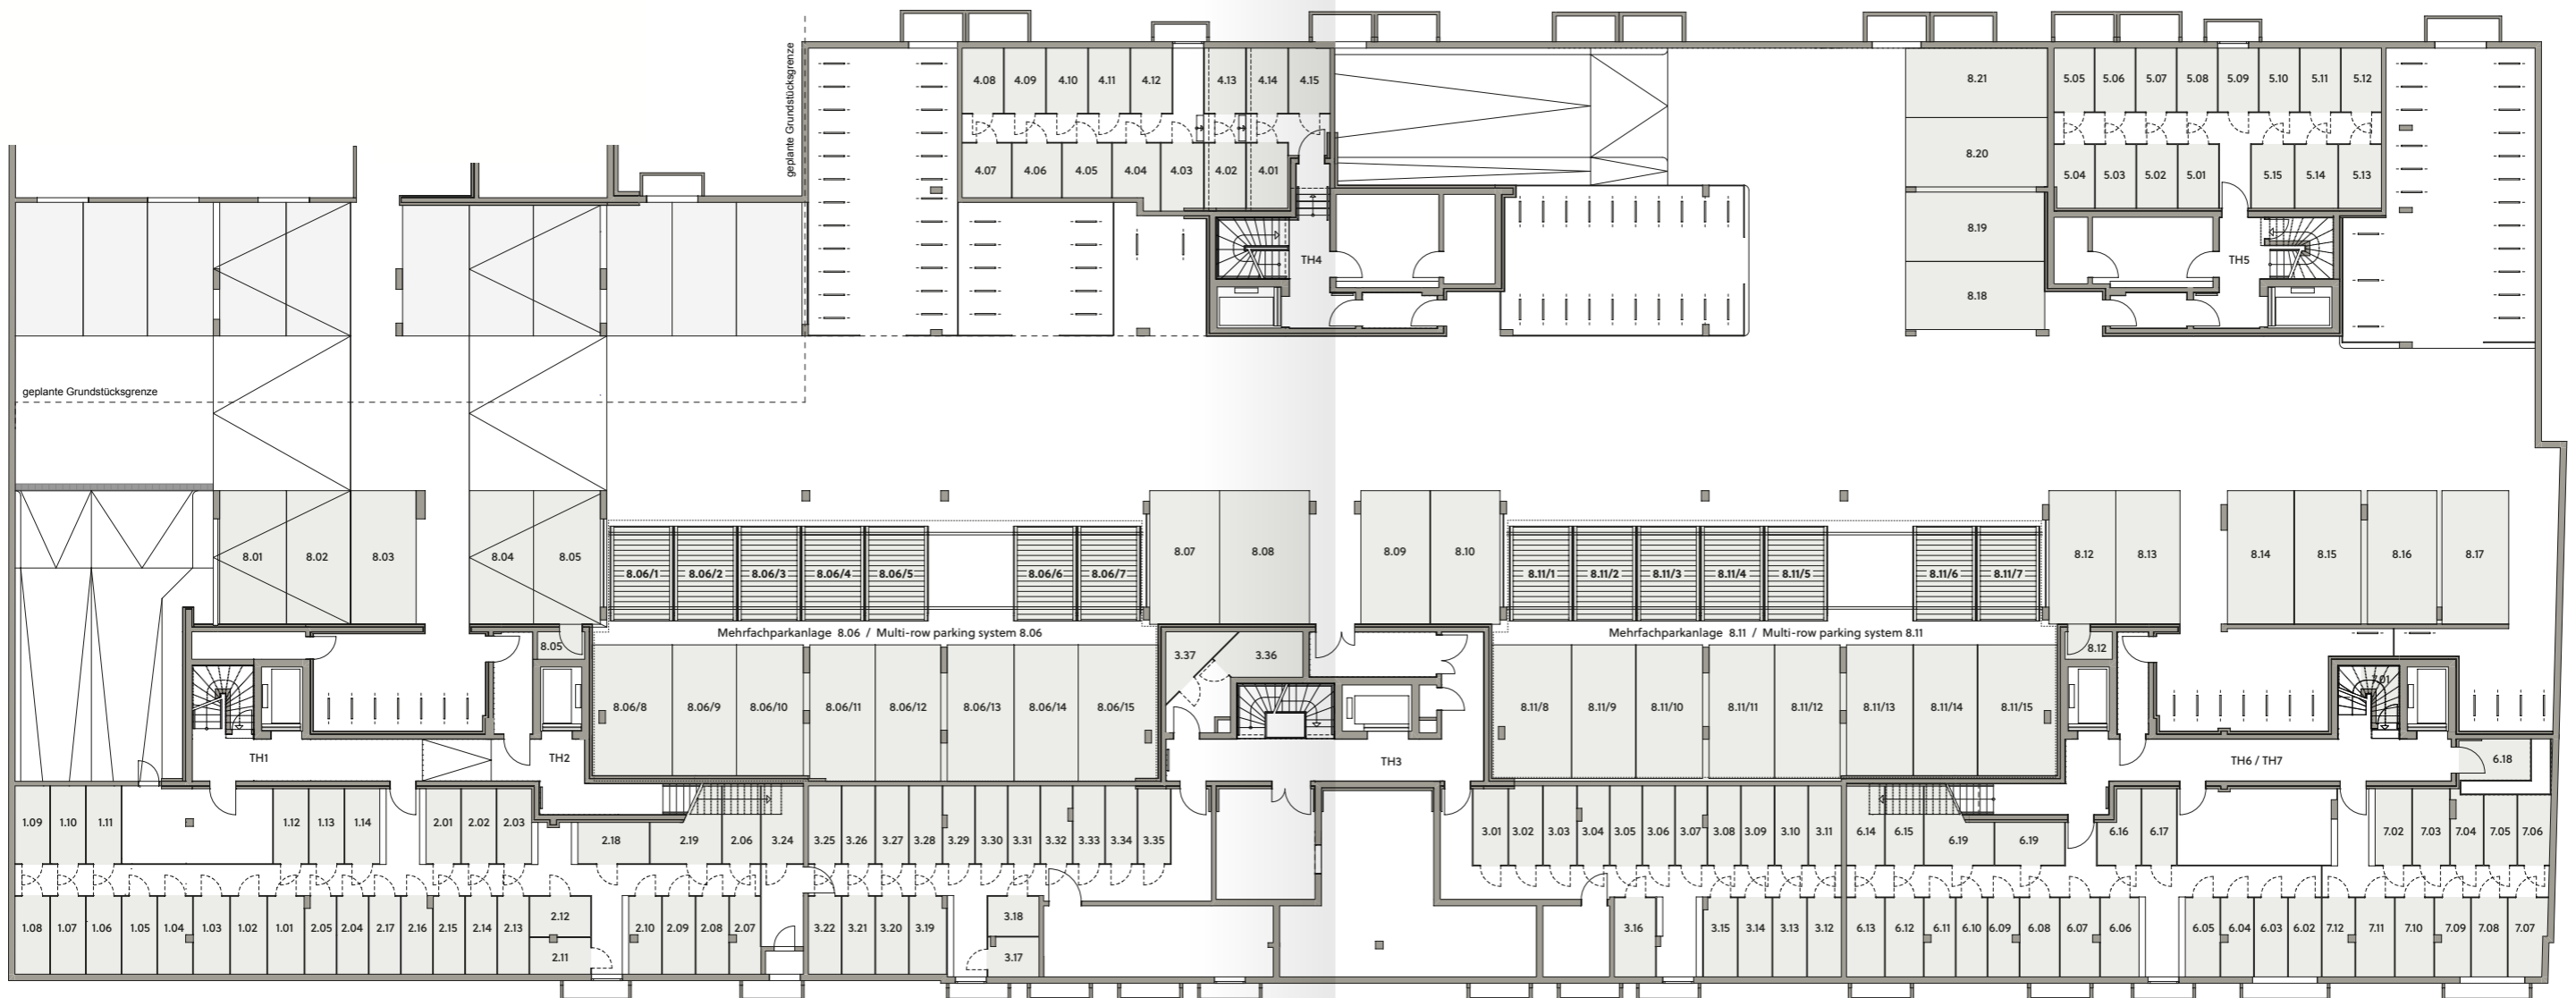 geplante Grundstücksgrenze
4.08 4.09 4.10 4.11 4.12 4.13 4.14 4.15
8.21
5.05 5.06 5.07 5.08 5.09 5.10 5.11 5.12
8.20
4.07 4.06 4.05 4.04 4.03 4.02 4.01
5.04 5.03 5.02 5.01 5.15 5.14 5.13
8.19
TH4
TH5
8.18
geplante Grundstücksgrenze
8.01 8.02 8.03 8.04 8.05
8.06/1 8.06/2 8.06/3 8.06/4 8.06/5 8.06/6 8.06/7
8.07 8.08 8.09 8.10
8.11/1 8.11/2 8.11/3 8.11/4 8.11/5 8.11/6 8.11/7
8.12 8.13 8.14 8.15 8.16 8.17
Mehrfachparkanlage 8.06 / Multi-row parking system 8.06
Mehrfachparkanlage 8.11 / Multi-row parking system 8.11
8.05
3.37 3.36
8.12
7.01
8.06/8 8.06/9 8.06/10 8.06/11 8.06/12 8.06/13 8.06/14 8.06/15
8.11/8 8.11/9 8.11/10 8.11/11 8.11/12 8.11/13 8.11/14 8.11/15
TH1 TH2 TH3 TH6 / TH7
6.18
1.09 1.10 1.11 1.12 1.13 1.14 2.01 2.02 2.03
2.18 2.19 2.06 3.24
3.25 3.26 3.27 3.28 3.29 3.30 3.31 3.32 3.33 3.34 3.35
3.01 3.02 3.03 3.04 3.05 3.06 3.07 3.08 3.09 3.10 3.11
6.14 6.15 6.19 6.19 6.16 6.17
7.02 7.03 7.04 7.05 7.06
1.08 1.07 1.06 1.05 1.04 1.03 1.02 1.01 2.05 2.04 2.17 2.16 2.15 2.14 2.13
2.12
2.11
2.10 2.09 2.08 2.07
3.22 3.21 3.20 3.19
3.18
3.17
3.16 3.15 3.14 3.13 3.12
6.13 6.12 6.11 6.10 6.09 6.08 6.07 6.06 6.05 6.04 6.03 6.02
7.12 7.11 7.10 7.09 7.08 7.07